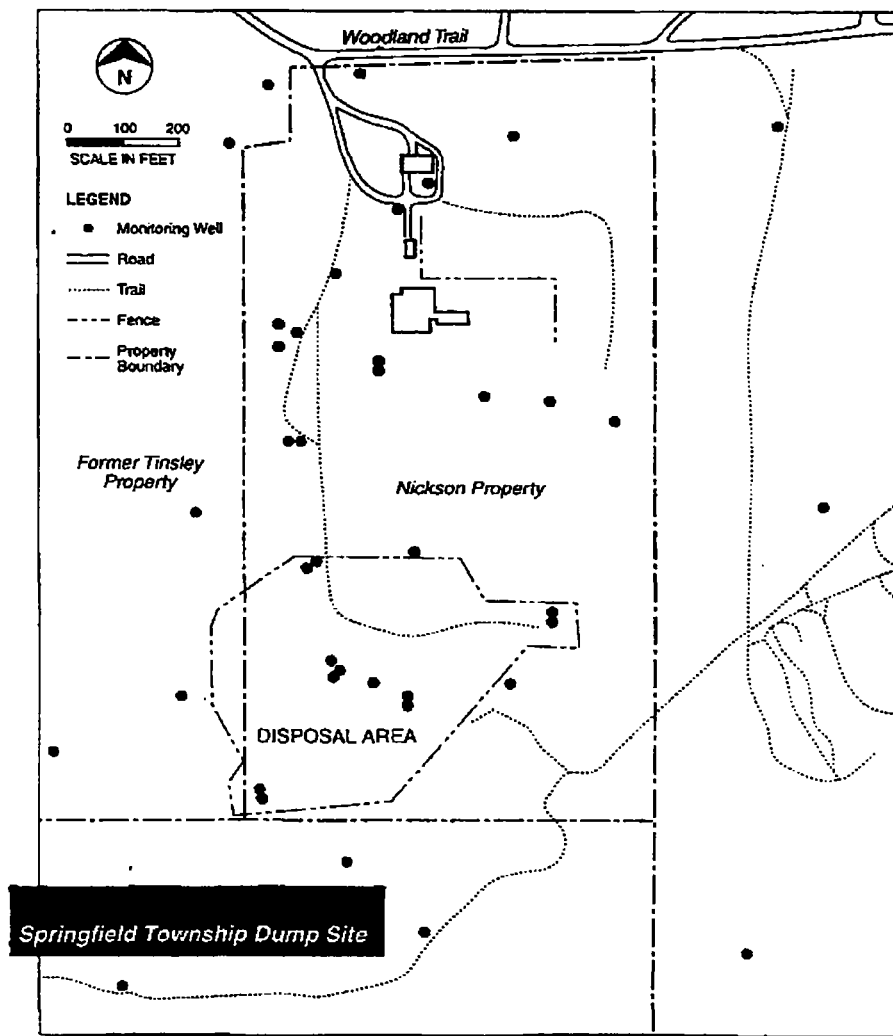 Woodland Trail
N
0 100 200
SCALE IN FEET
LEGEND
Monitoring Well
Road
Trail
Fence
Property
Boundary
Former Tinsley
Property
Nickson Property
DISPOSAL AREA
Springfield Township Dump Site